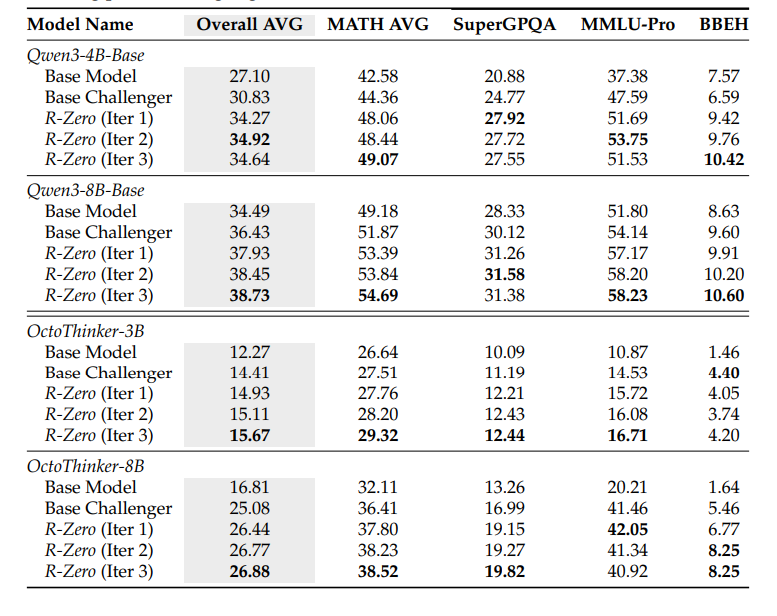 Model Name Overall AVG MATH AVG SuperGPQA MMLU-Pro BBEH
Qwen3-4B-Base
Base Model 27.10 42.58 20.88 37.38 7.57
Base Challenger 30.83 44.36 24.77 47.59 6.59
R-Zero (Iter 1) 34.27 48.06 27.92 51.69 9.42
R-Zero (Iter 2) 34.92 48.44 27.72 53.75 9.76
R-Zero (Iter 3) 34.64 49.07 27.55 51.53 10.42
Qwen3-8B-Base
Base Model 34.49 49.18 28.33 51.80 8.63
Base Challenger 36.43 51.87 30.12 54.14 9.60
R-Zero (Iter 1) 37.93 53.39 31.26 57.17 9.91
R-Zero (Iter 2) 38.45 53.84 31.58 58.20 10.20
R-Zero (Iter 3) 38.73 54.69 31.38 58.23 10.60
OctoThinker-3B
Base Model 12.27 26.64 10.09 10.87 1.46
Base Challenger 14.41 27.51 11.19 14.53 4.40
R-Zero (Iter 1) 14.93 27.76 12.21 15.72 4.05
R-Zero (Iter 2) 15.11 28.20 12.43 16.08 3.74
R-Zero (Iter 3) 15.67 29.32 12.44 16.71 4.20
OctoThinker-8B
Base Model 16.81 32.11 13.26 20.21 1.64
Base Challenger 25.08 36.41 16.99 41.46 5.46
R-Zero (Iter 1) 26.44 37.80 19.15 42.05 6.77
R-Zero (Iter 2) 26.77 38.23 19.27 41.34 8.25
R-Zero (Iter 3) 26.88 38.52 19.82 40.92 8.25